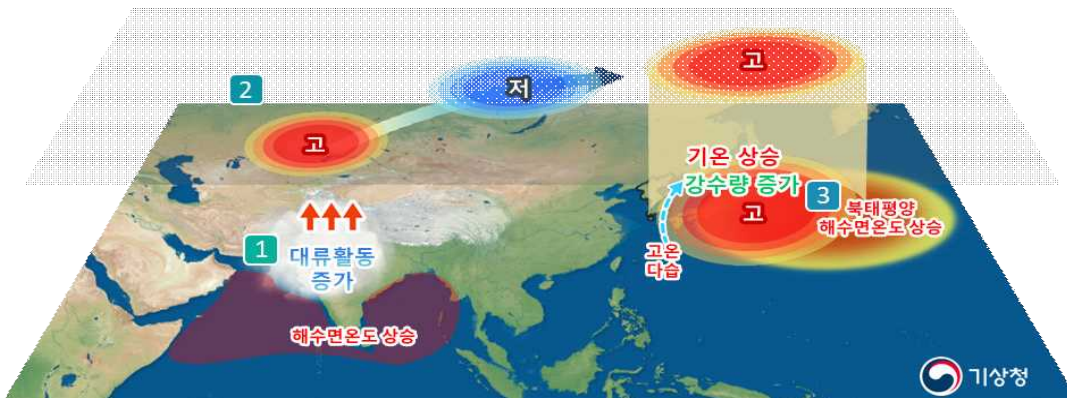 고
저
2
고
기온 상승
강수량 증가
3
고
북태평양
해수면온도 상승
1
대류활동
증가
고온
다습
해수면온도 상승
기상청